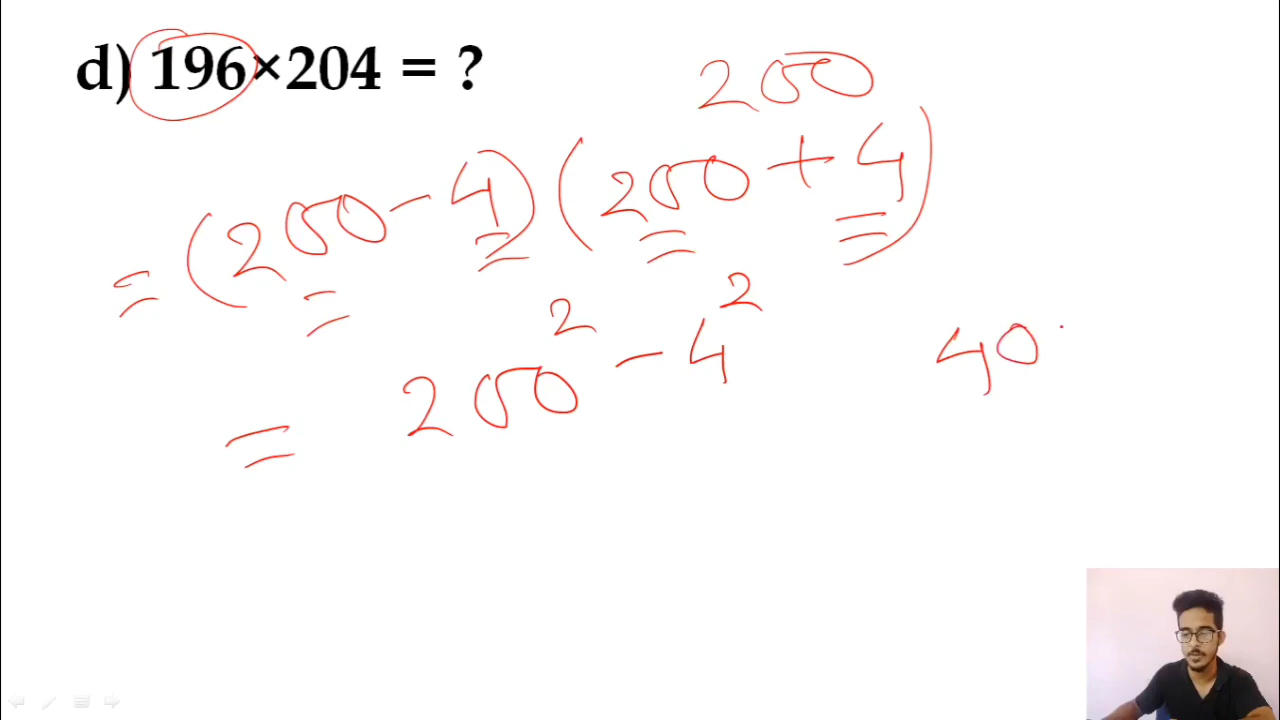 d) 196×204 = ?
200
= (200 - 4) (200 + 4)
= 200² - 4²
40